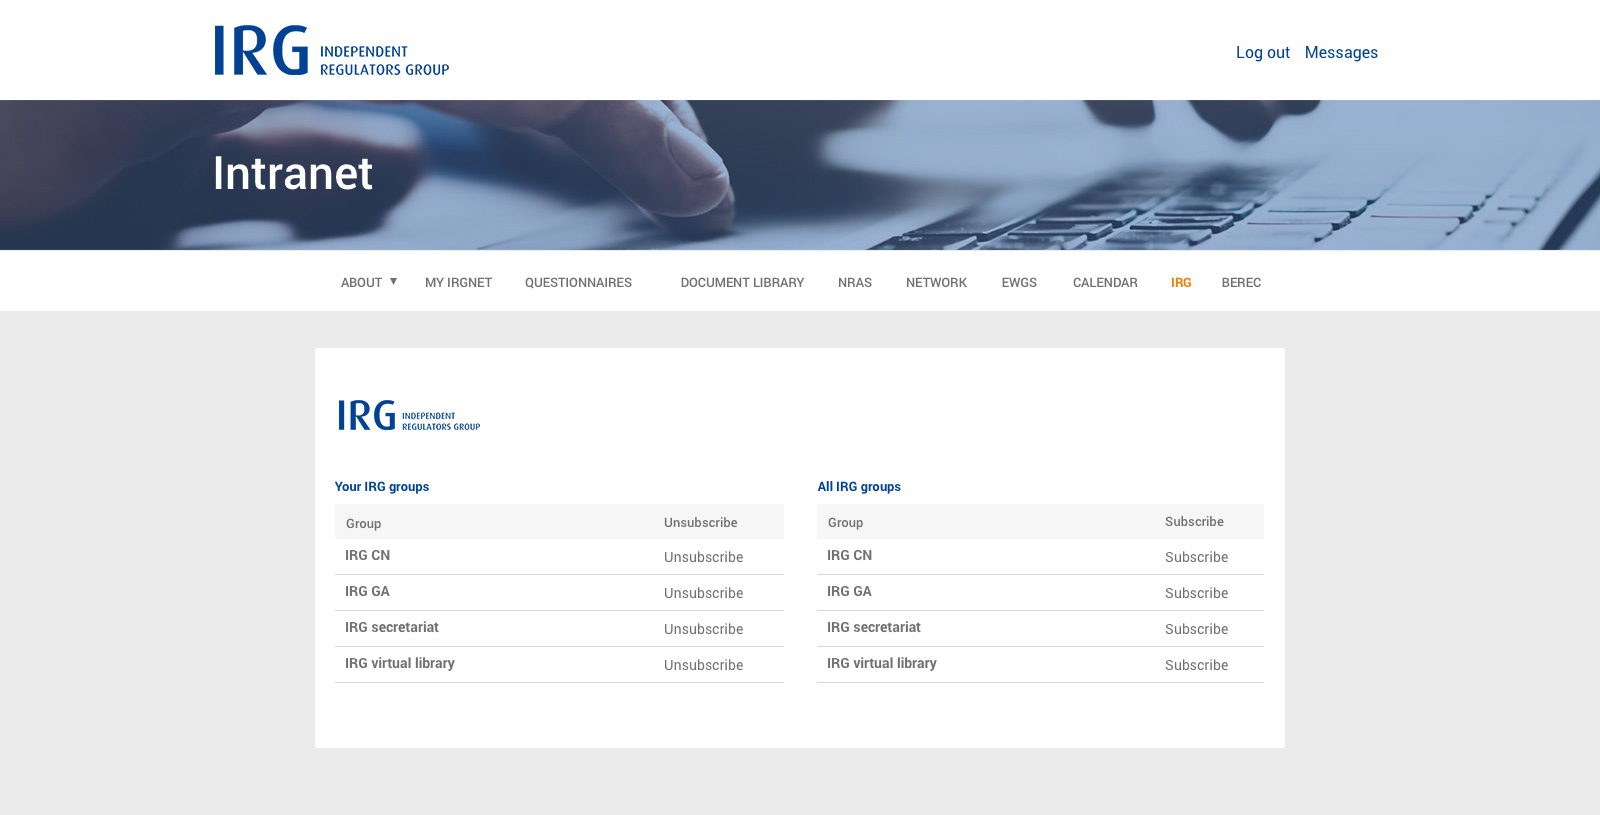 IRG INDEPENDENT
REGULATORS GROUP
Log out Messages
Intranet
ABOUT ▼ MY IRGNET QUESTIONNAIRES DOCUMENT LIBRARY NRAS NETWORK EWGS CALENDAR IRG BEREC
IRG INDEPENDENT
REGULATORS GROUP
Your IRG groups
Group Unsubscribe
IRG CN Unsubscribe
IRG GA Unsubscribe
IRG secretariat Unsubscribe
IRG virtual library Unsubscribe
All IRG groups
Group Subscribe
IRG CN Subscribe
IRG GA Subscribe
IRG secretariat Subscribe
IRG virtual library Subscribe